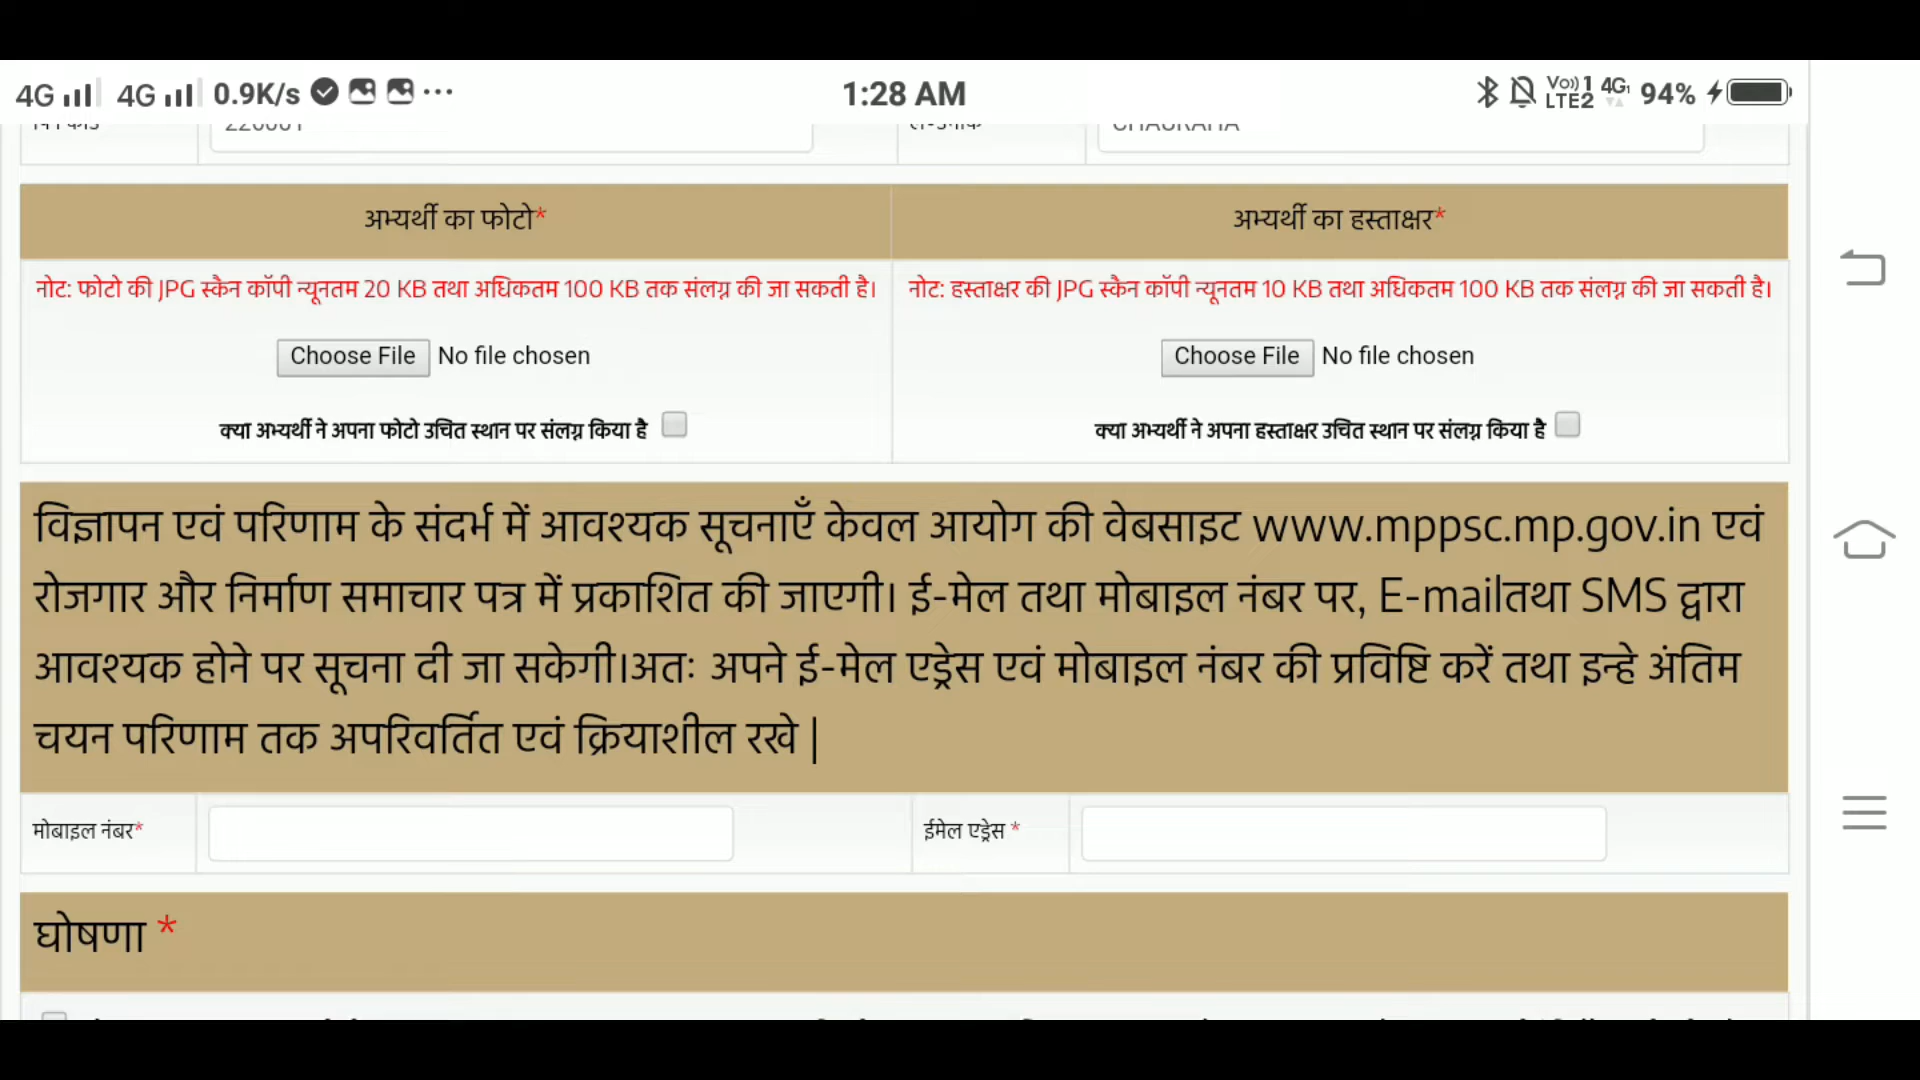 4G 4G 0.9K/s ... 1:28 AM Vo)) 1 LTE2 4G 94%
अभ्यर्थी का फोटो*
अभ्यर्थी का हस्ताक्षर*
नोट: फोटो की JPG स्कैन कॉपी न्यूनतम 20 KB तथा अधिकतम 100 KB तक संलग्न की जा सकती है।
नोट: हस्ताक्षर की JPG स्कैन कॉपी न्यूनतम 10 KB तथा अधिकतम 100 KB तक संलग्न की जा सकती है।
Choose File No file chosen
Choose File No file chosen
क्या अभ्यर्थी ने अपना फोटो उचित स्थान पर संलग्न किया है
क्या अभ्यर्थी ने अपना हस्ताक्षर उचित स्थान पर संलग्न किया है
विज्ञापन एवं परिणाम के संदर्भ में आवश्यक सूचनाएँ केवल आयोग की वेबसाइट www.mppsc.mp.gov.in एवं
रोजगार और निर्माण समाचार पत्र में प्रकाशित की जाएगी। ई-मेल तथा मोबाइल नंबर पर, E-mailतथा SMS द्वारा
आवश्यक होने पर सूचना दी जा सकेगी।अतः अपने ई-मेल एड्रेस एवं मोबाइल नंबर की प्रविष्टि करें तथा इन्हे अंतिम
चयन परिणाम तक अपरिवर्तित एवं क्रियाशील रखे |
मोबाइल नंबर*
ईमेल एड्रेस *
घोषणा *